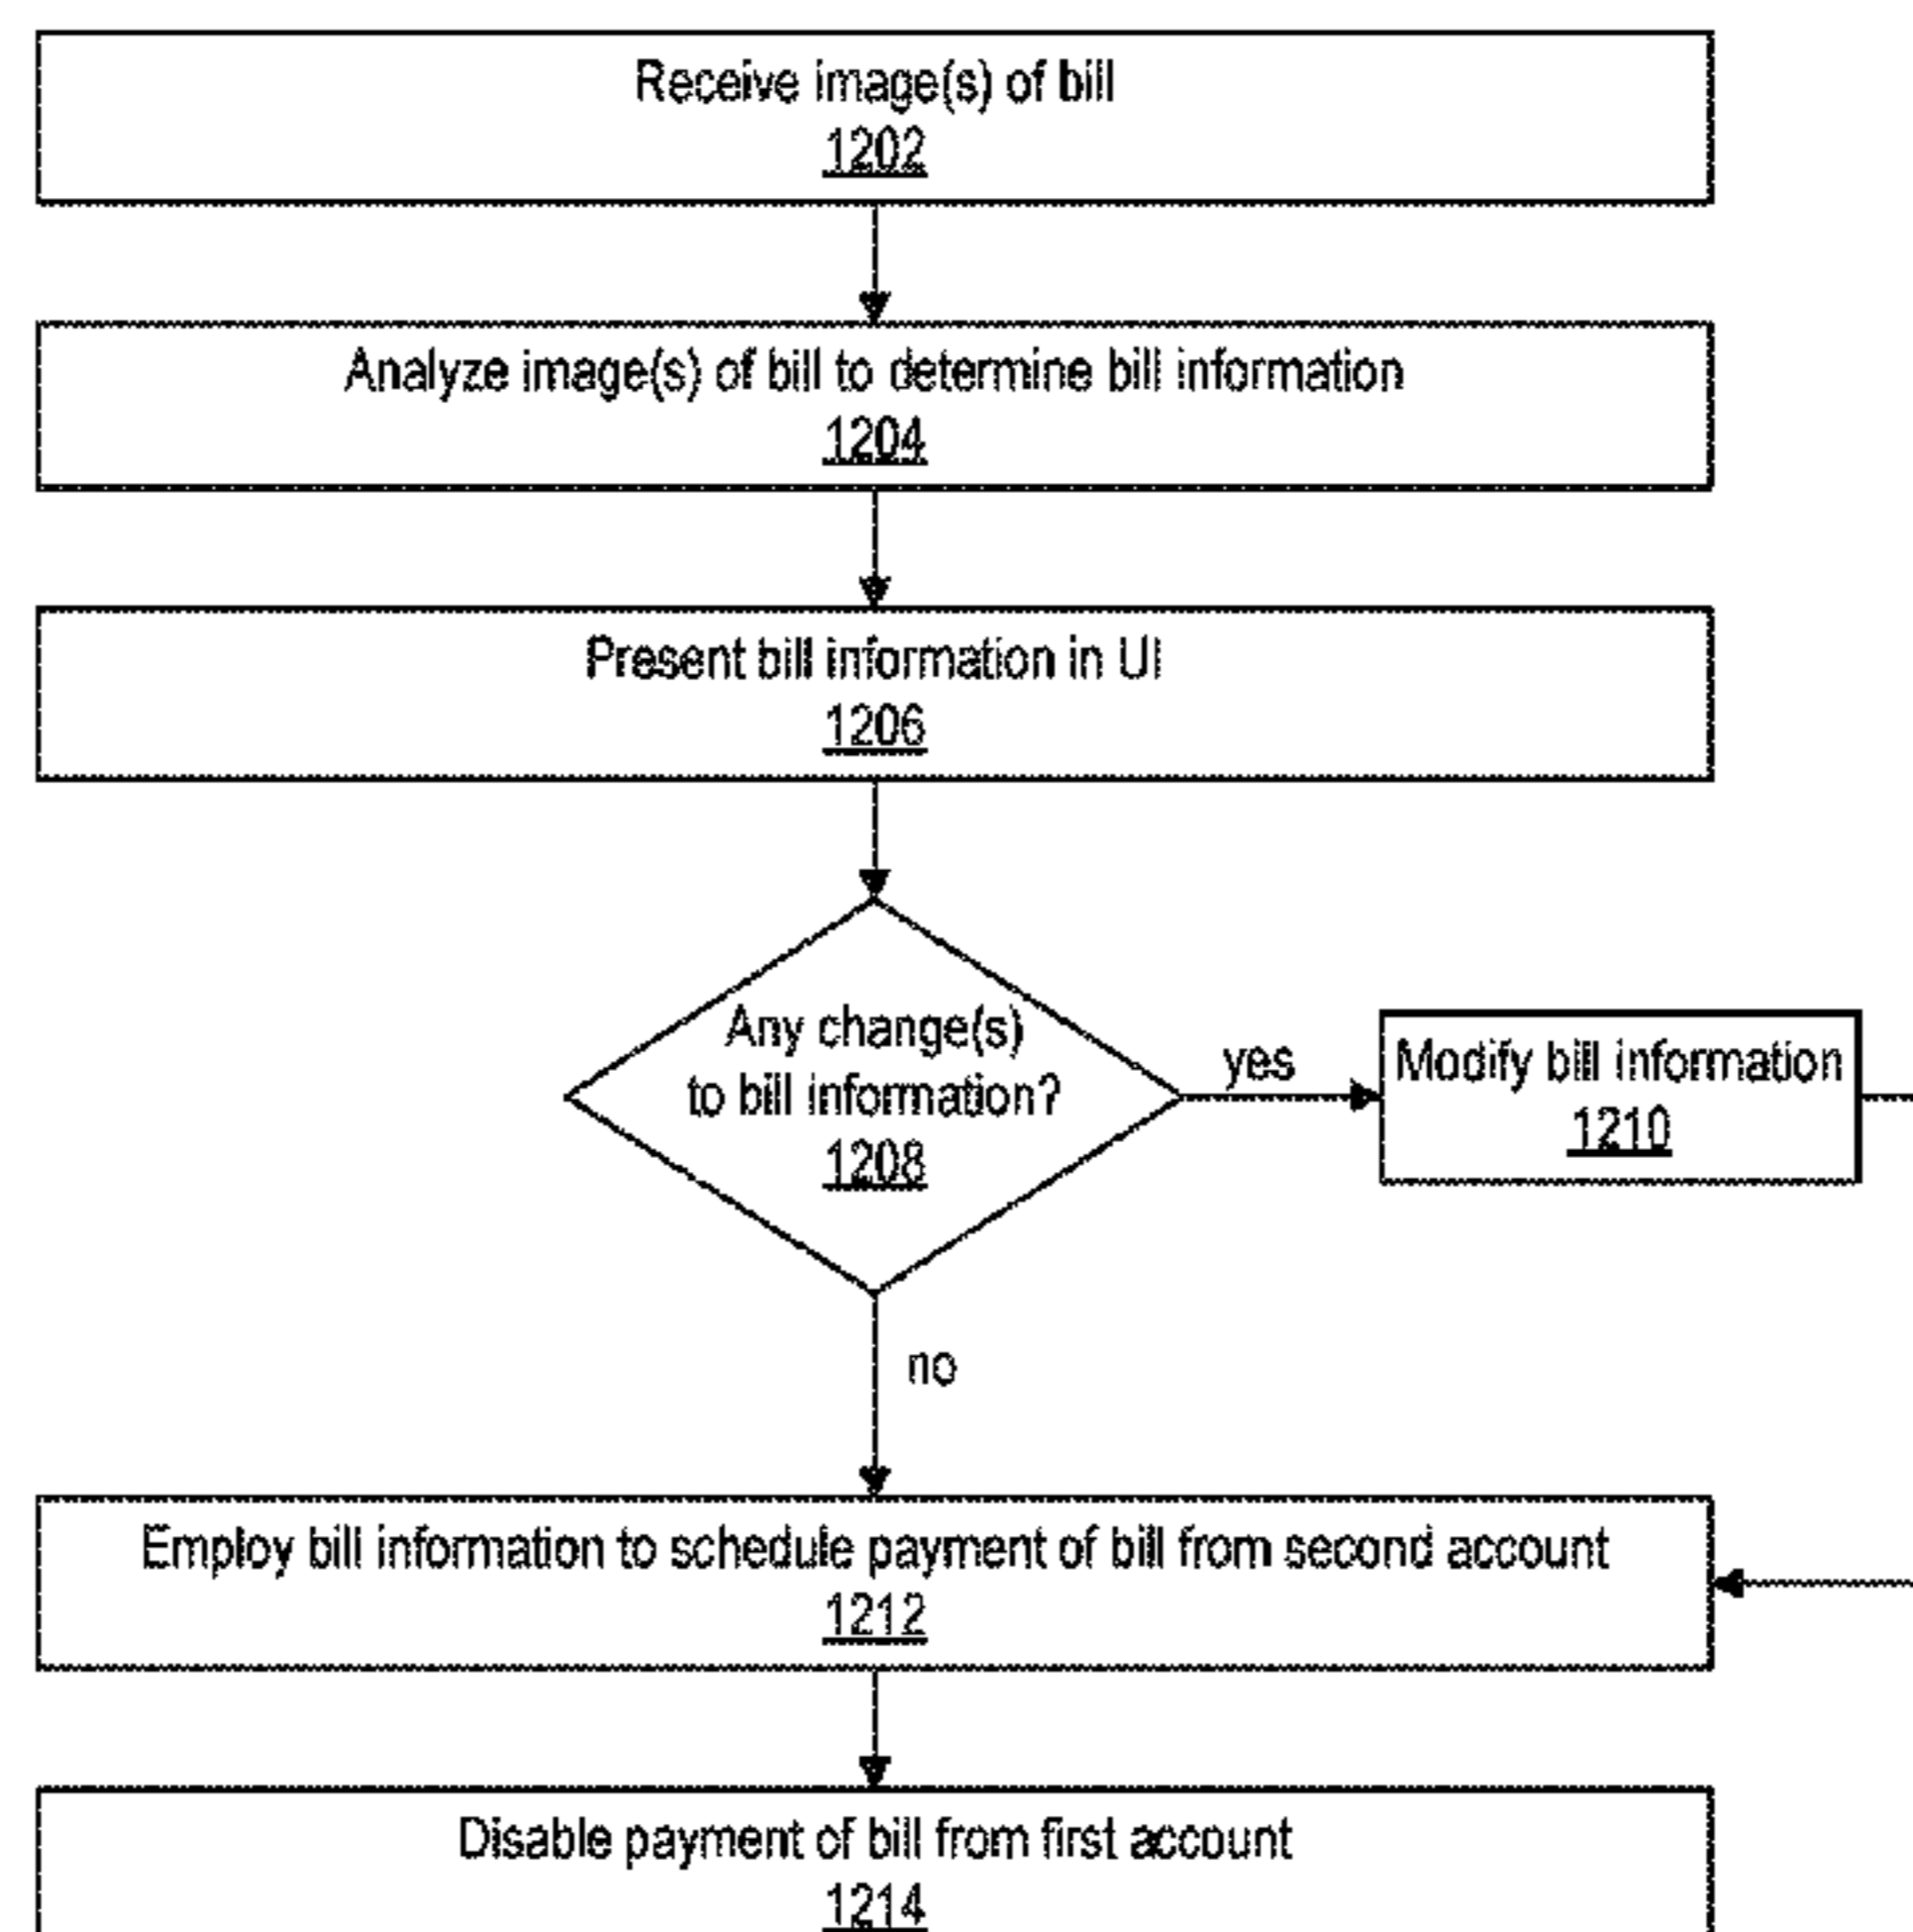 Receive image(s) of bill
1202
Analyze image(s) of bill to determine bill information
1204
Present bill information in UI
1206
Any change(s)
to bill information?
1208
yes
Modify bill information
1210
no
Employ bill information to schedule payment of bill from second account
1212
Disable payment of bill from first account
1214